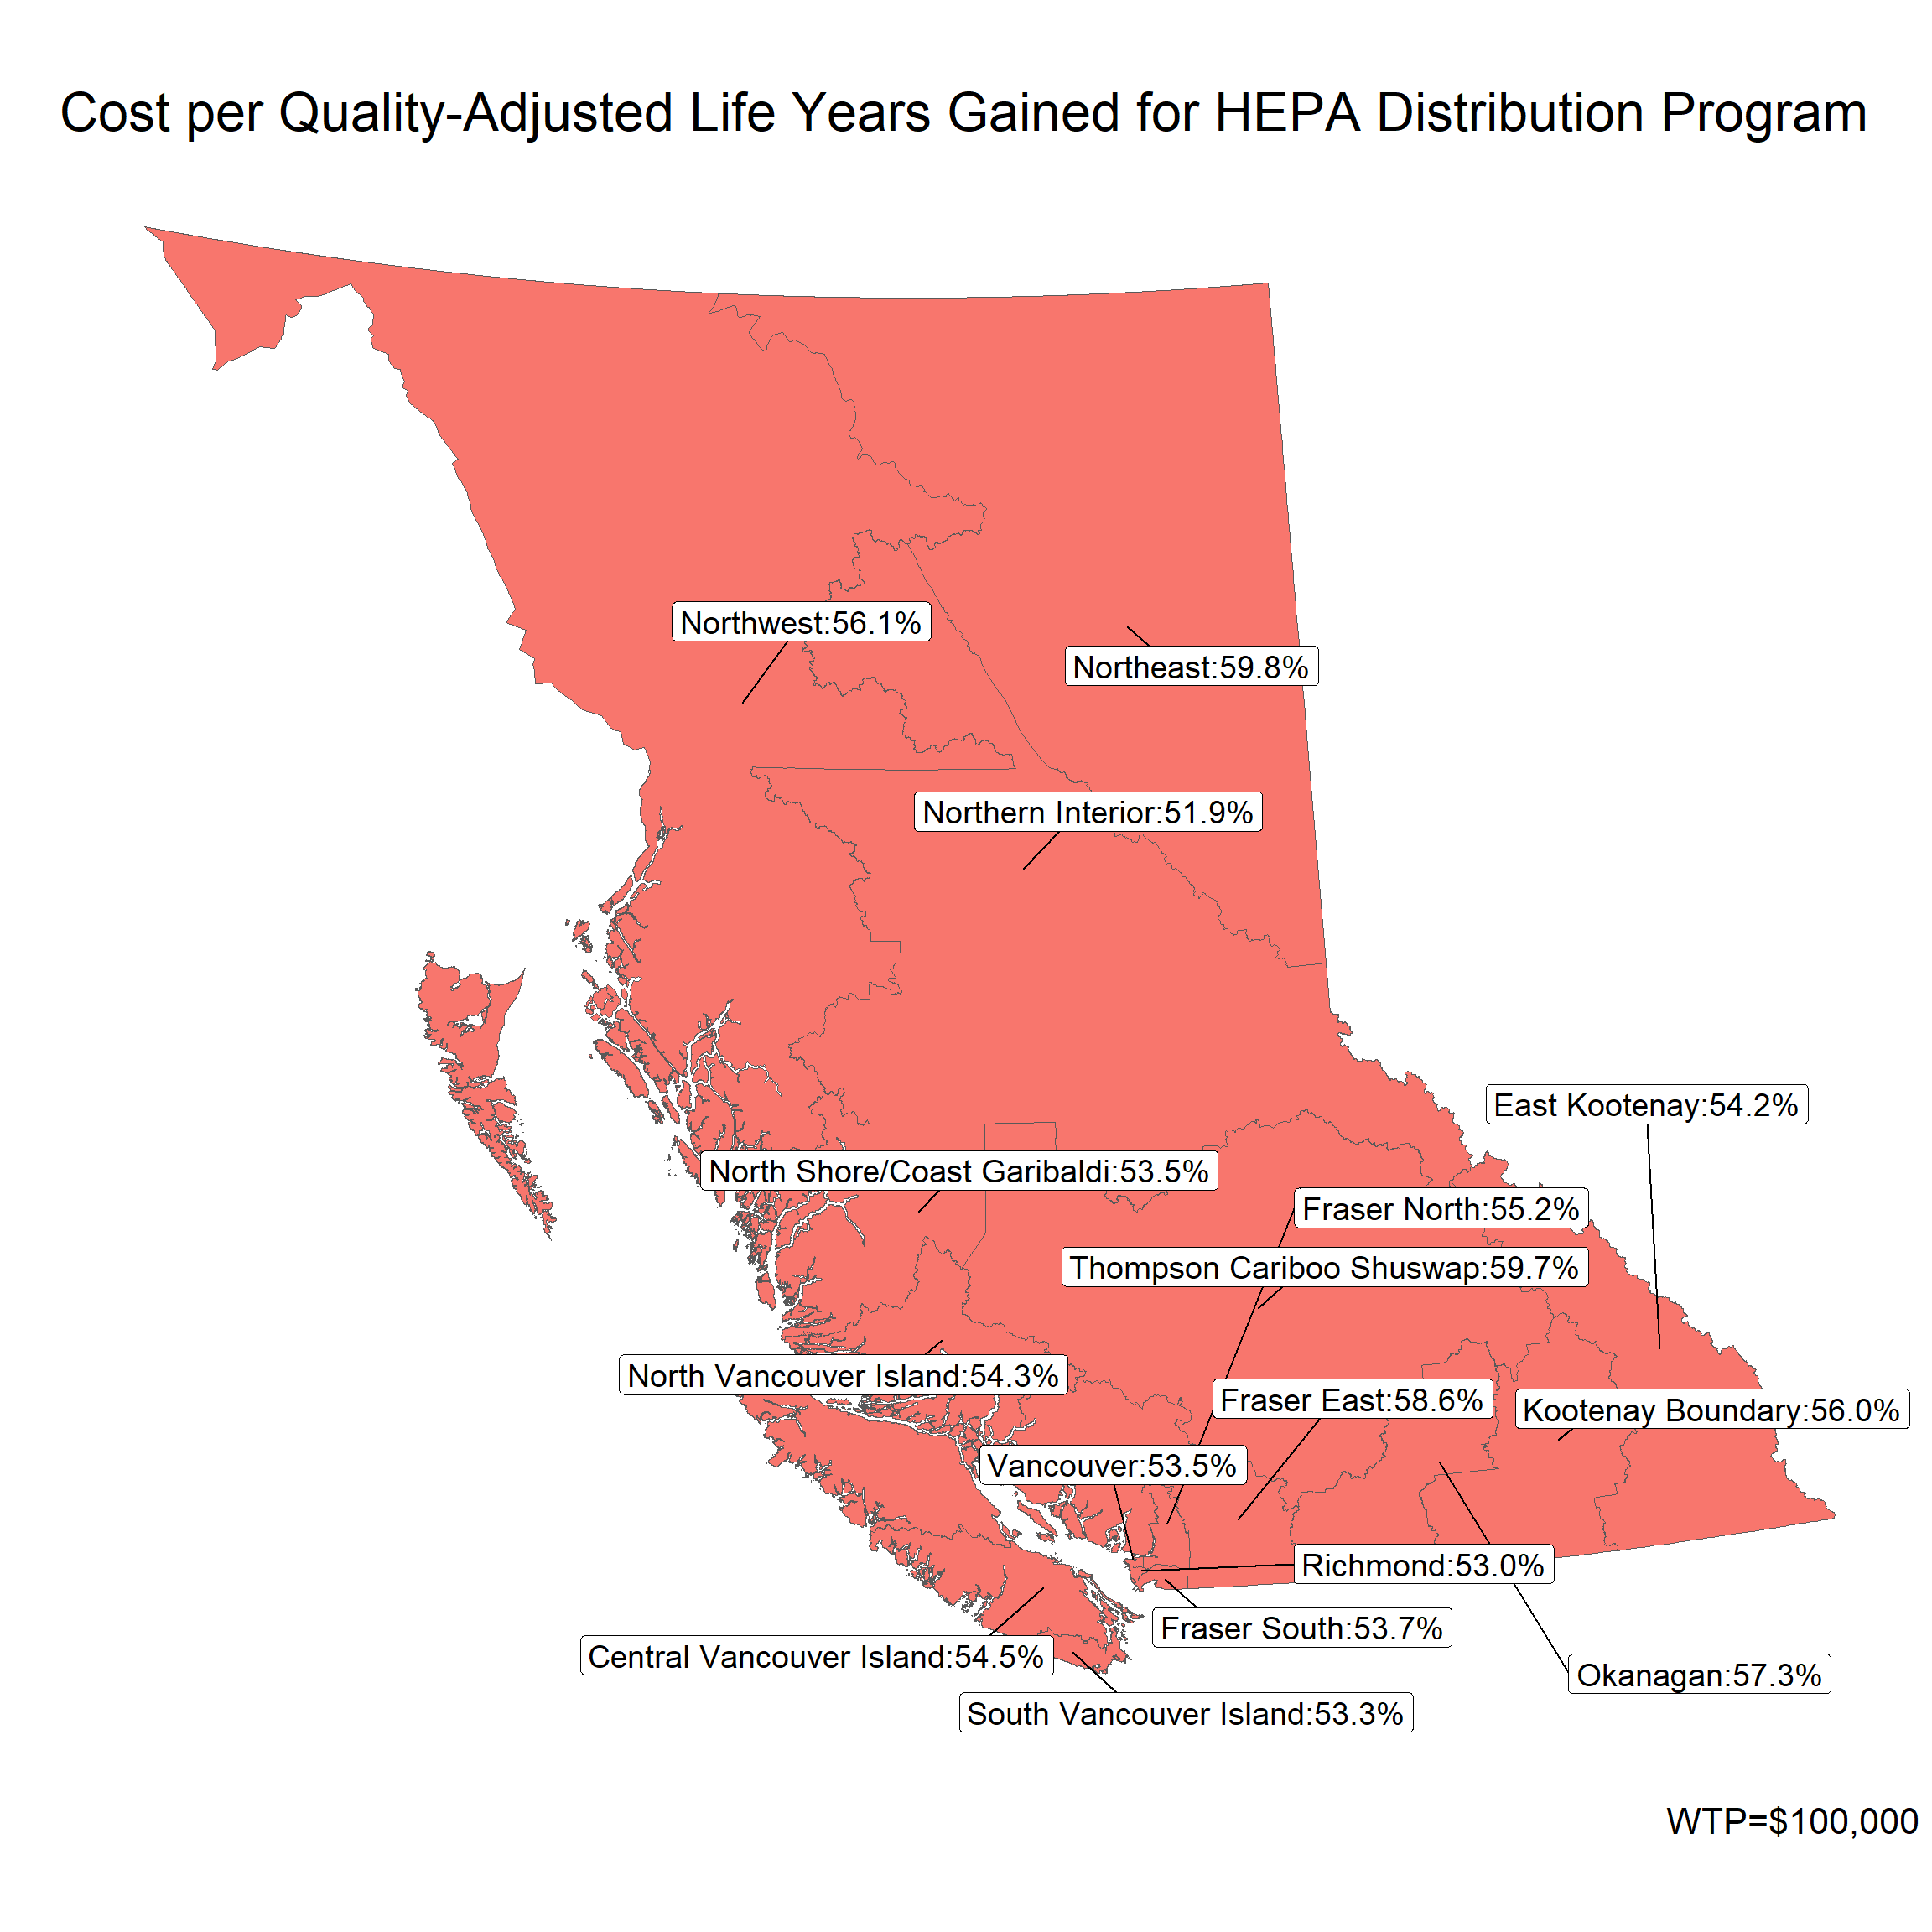 Cost per Quality-Adjusted Life Years Gained for HEPA Distribution Program
Northwest:56.1%
Northeast:59.8%
Northern Interior:51.9%
East Kootenay:54.2%
North Shore/Coast Garibaldi:53.5%
Fraser North:55.2%
Thompson Cariboo Shuswap:59.7%
North Vancouver Island:54.3%
Fraser East:58.6%
Kootenay Boundary:56.0%
Vancouver:53.5%
Richmond:53.0%
Fraser South:53.7%
Central Vancouver Island:54.5%
Okanagan:57.3%
South Vancouver Island:53.3%
WTP=$100,000